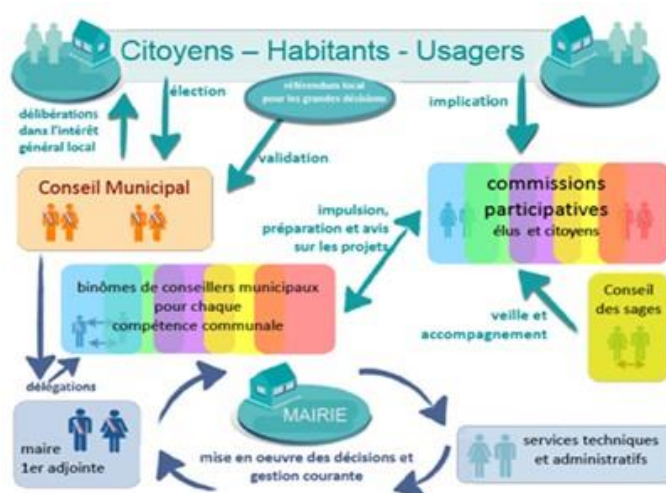 Citoyens – Habitants - Usagers
référendum local
pour les grandes décisions
élection
implication
délibérations
dans l'intérêt
général local
validation
Conseil Municipal
commissions
participatives
élus et citoyens
impulsion,
préparation et avis
sur les projets
binômes de conseillers municipaux
pour chaque
compétence communale
Conseil
des sages
veille et
accompagnement
délégations
MAIRIE
maire
1er adjointe
mise en oeuvre des décisions et
gestion courante
services techniques
et administratifs